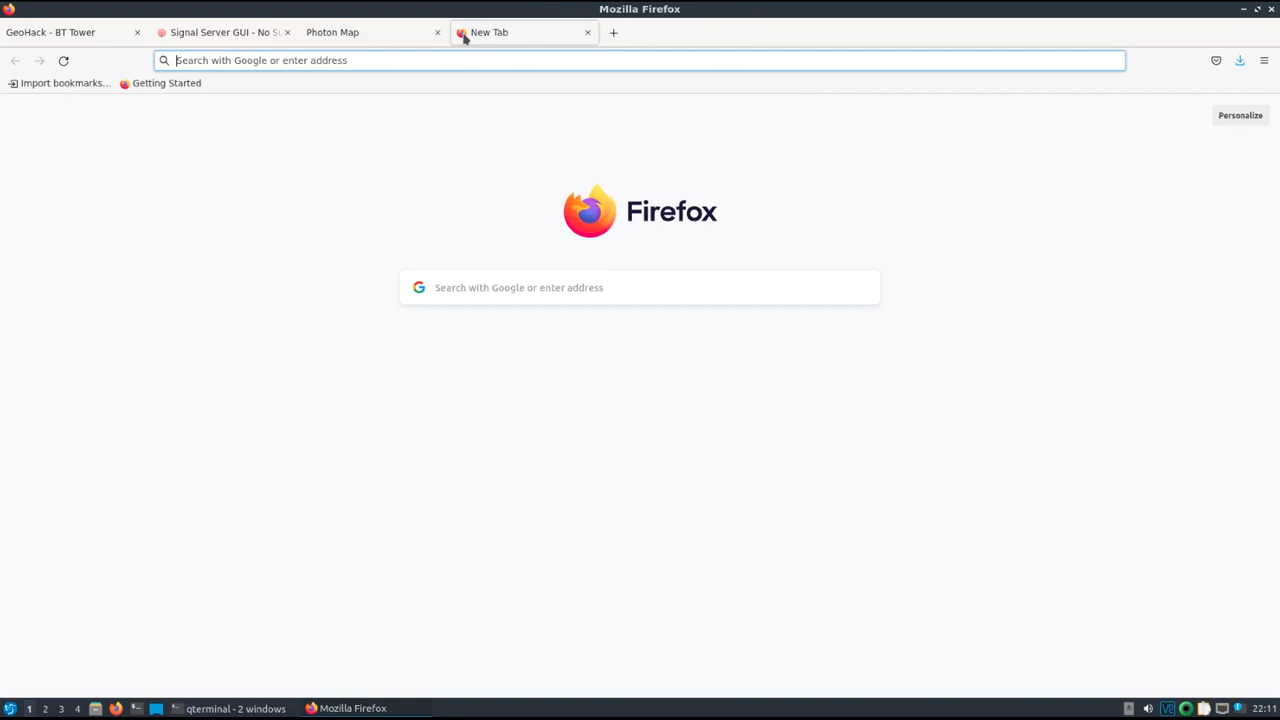 Mozilla Firefox
GeoHack - BT Tower
Signal Server GUI - No
Photon Map
New Tab
Search with Google or enter address
Import bookmarks...
Getting Started
Personalize
Firefox
Search with Google or enter address
1 2 3 4
qterminal - 2 windows
Mozilla Firefox
22:11